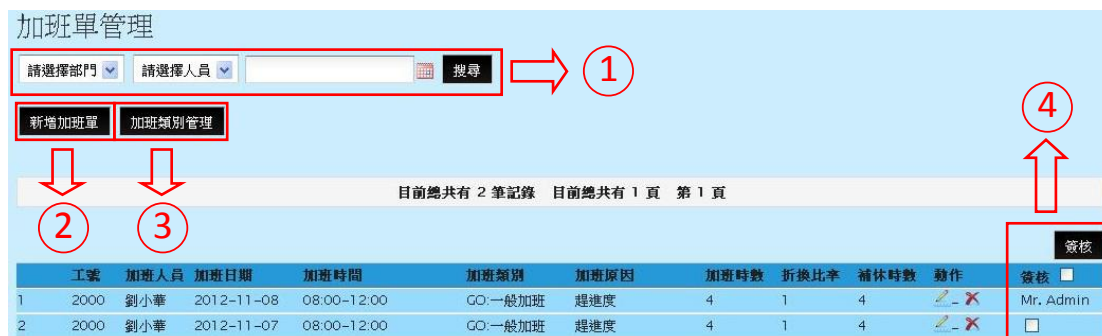 加班單管理
請選擇部門 請選擇人員 搜尋 1
新增加班單 加班類別管理 4
目前總共有 2 筆記錄 目前總共有 1 頁 第 1 頁
2 3
簽核
工號 加班人員 加班日期 加班時間 加班類別 加班原因 加班時數 折換比率 補休時數 動作 簽核
1 2000 劉小華 2012-11-08 08:00-12:00 GO:一般加班 趕進度 4 1 4 Mr. Admin
2 2000 劉小華 2012-11-07 08:00-12:00 GO:一般加班 趕進度 4 1 4